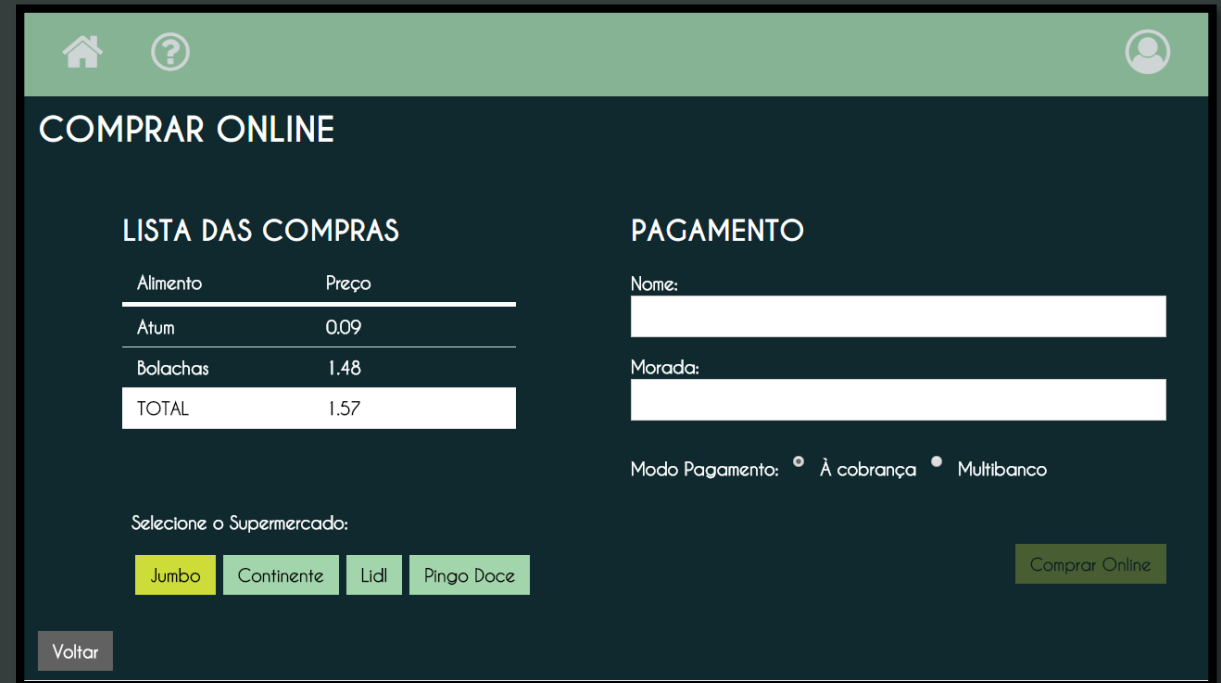 COMPRAR ONLINE
LISTA DAS COMPRAS
Alimento Preço
Atum 0.09
Bolachas 1.48
TOTAL 1.57
Selecione o Supermercado:
Jumbo Continente Lidl Pingo Doce
PAGAMENTO
Nome:
Morada:
Modo Pagamento: À cobrança Multibanco
Comprar Online
Voltar